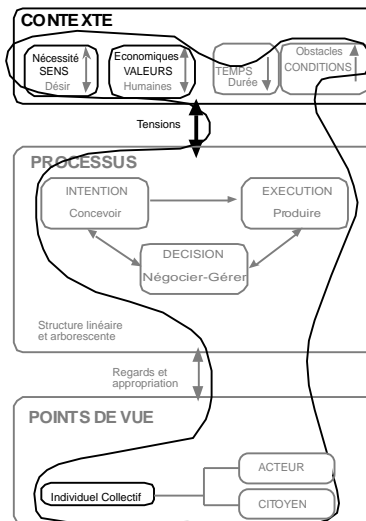 CONTEXTE
Nécessité
SENS
Désir
Economiques
VALEURS
Humaines
TEMPS
Durée
Obstacles
CONDITIONS
Tensions
PROCESSUS
INTENTION
Concevoir
EXECUTION
Produire
DECISION
Négocier-Gérer
Structure linéaire
et arborescente
Regards et
appropriation
POINTS DE VUE
Individuel Collectif
ACTEUR
CITOYEN